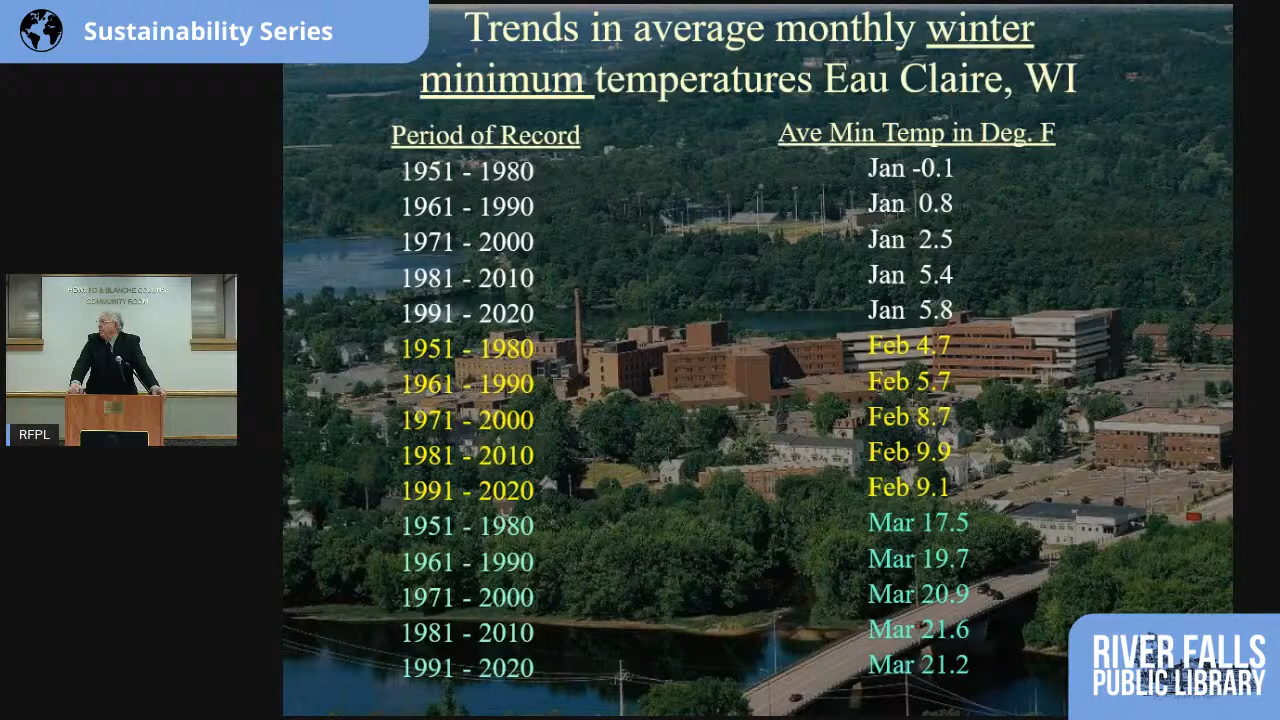 Sustainability Series
Trends in average monthly winter
minimum temperatures Eau Claire, WI
Period of Record Ave Min Temp in Deg. F
1951 - 1980 Jan -0.1
1961 - 1990 Jan 0.8
1971 - 2000 Jan 2.5
1981 - 2010 Jan 5.4
1991 - 2020 Jan 5.8
1951 - 1980 Feb 4.7
1961 - 1990 Feb 5.7
1971 - 2000 Feb 8.7
1981 - 2010 Feb 9.9
1991 - 2020 Feb 9.1
1951 - 1980 Mar 17.5
1961 - 1990 Mar 19.7
1971 - 2000 Mar 20.9
1981 - 2010 Mar 21.6
1991 - 2020 Mar 21.2
HOWARD & BLANCHE COLLINS
COMMUNITY ROOM
RFPL
RIVER FALLS
PUBLIC LIBRARY